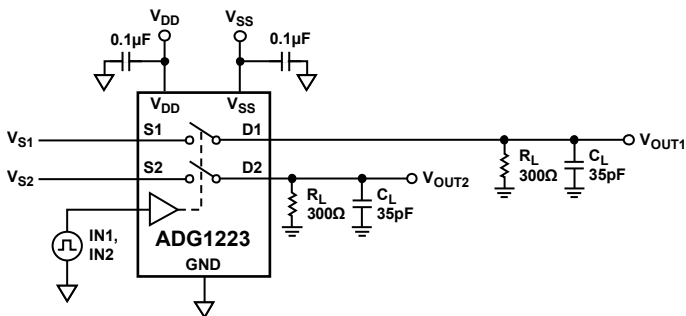 VDD
VSS
0.1µF
0.1µF
VDD
VSS
VS1
S1
D1
VOUT1
VS2
S2
D2
VOUT2
RL
300Ω
CL
35pF
RL
300Ω
CL
35pF
IN1,
IN2
ADG1223
GND